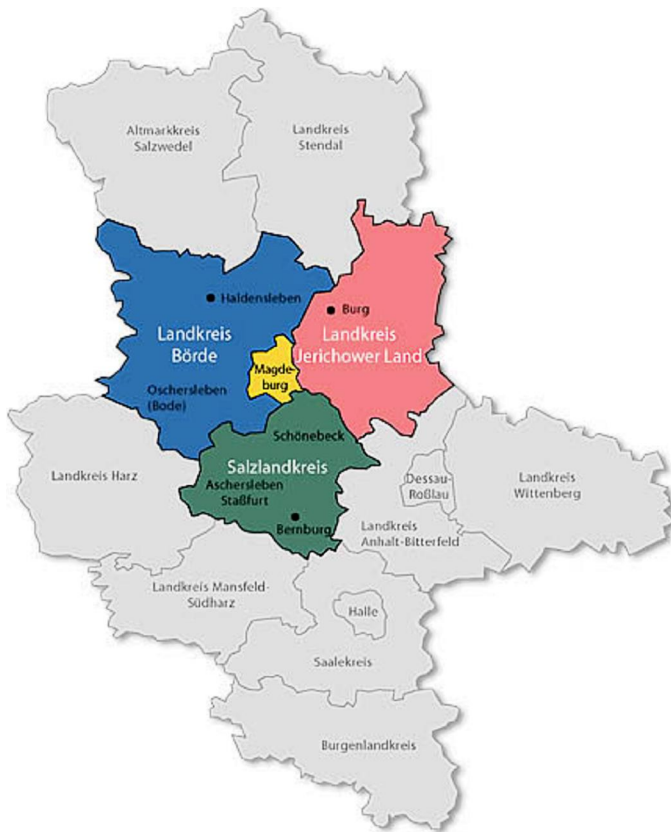 Altmarkkreis
Salzwedel
Landkreis
Stendal
Haldensleben
Burg
Landkreis
Börde
Landkreis
Jerichower Land
Magde-
burg
Oschersleben
(Bode)
Schönebeck
Landkreis Harz
Salzlandkreis
Aschersleben
Staßfurt
Bernburg
Dessau-
Roßlau
Landkreis
Wittenberg
Landkreis
Anhalt-Bitterfeld
Landkreis Mansfeld-
Südharz
Halle
Saalekreis
Burgenlandkreis